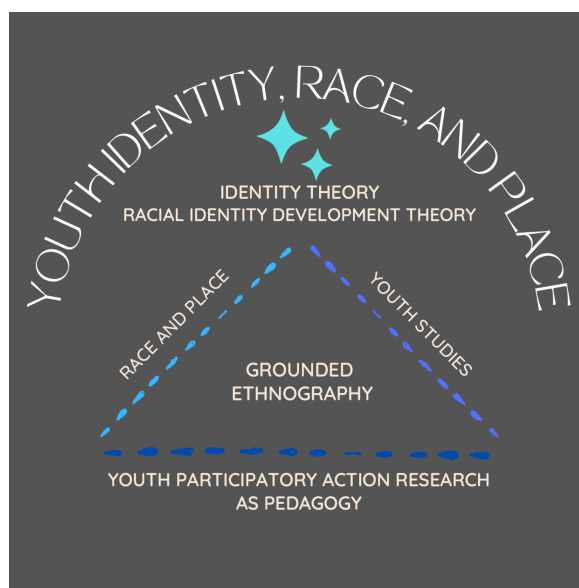 YOUTH IDENTITY, RACE, AND PLACE
IDENTITY THEORY
RACIAL IDENTITY DEVELOPMENT THEORY
RACE AND PLACE
YOUTH STUDIES
GROUNDED
ETHNOGRAPHY
YOUTH PARTICIPATORY ACTION RESEARCH
AS PEDAGOGY